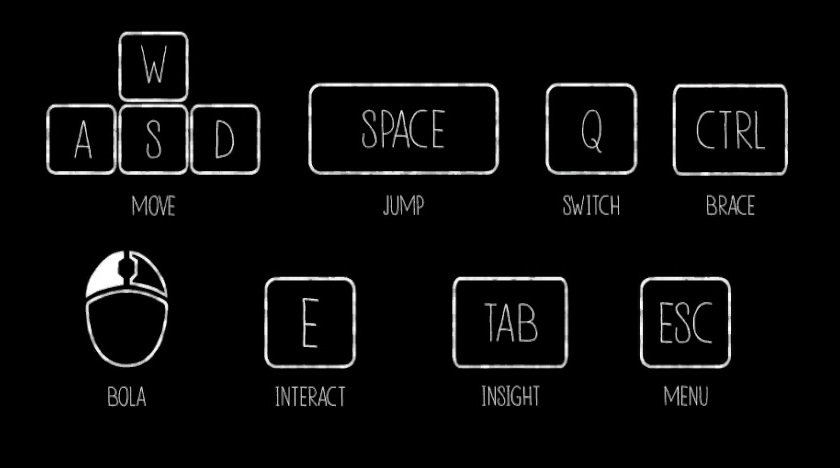 W
A S D SPACE Q CTRL
MOVE JUMP SWITCH BRACE
E TAB ESC
BOLA INTERACT INSIGHT MENU